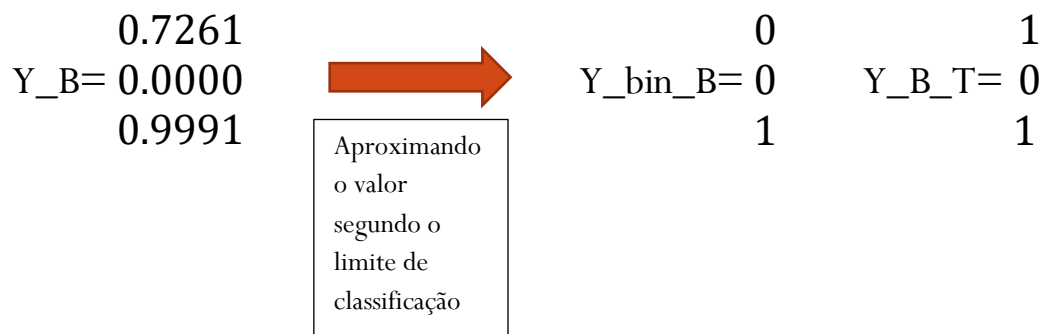 0.7261 0 1
Y_B= 0.0000 Y_bin_B= 0 Y_B_T= 0
0.9991 1 1
Aproximando
o valor
segundo o
limite de
classificação